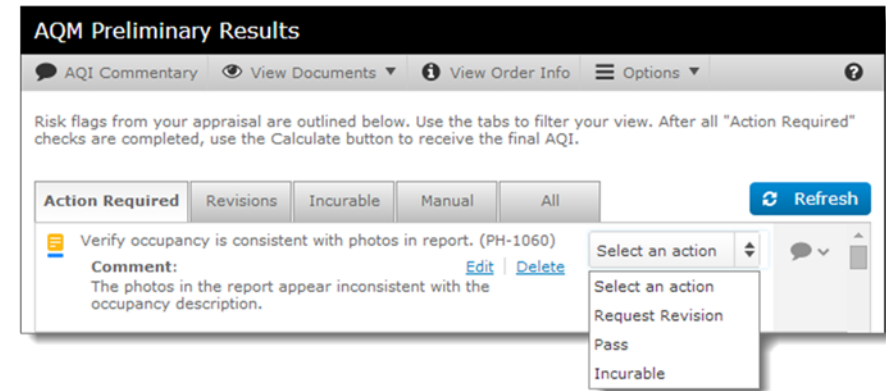 AQM Preliminary Results
AQI Commentary View Documents View Order Info Options
Risk flags from your appraisal are outlined below. Use the tabs to filter your view. After all "Action Required"
checks are completed, use the Calculate button to receive the final AQI.
Action Required Revisions Incurable Manual All Refresh
Verify occupancy is consistent with photos in report. (PH-1060) Select an action
Comment: Edit Delete
The photos in the report appear inconsistent with the
occupancy description.
Select an action
Request Revision
Pass
Incurable